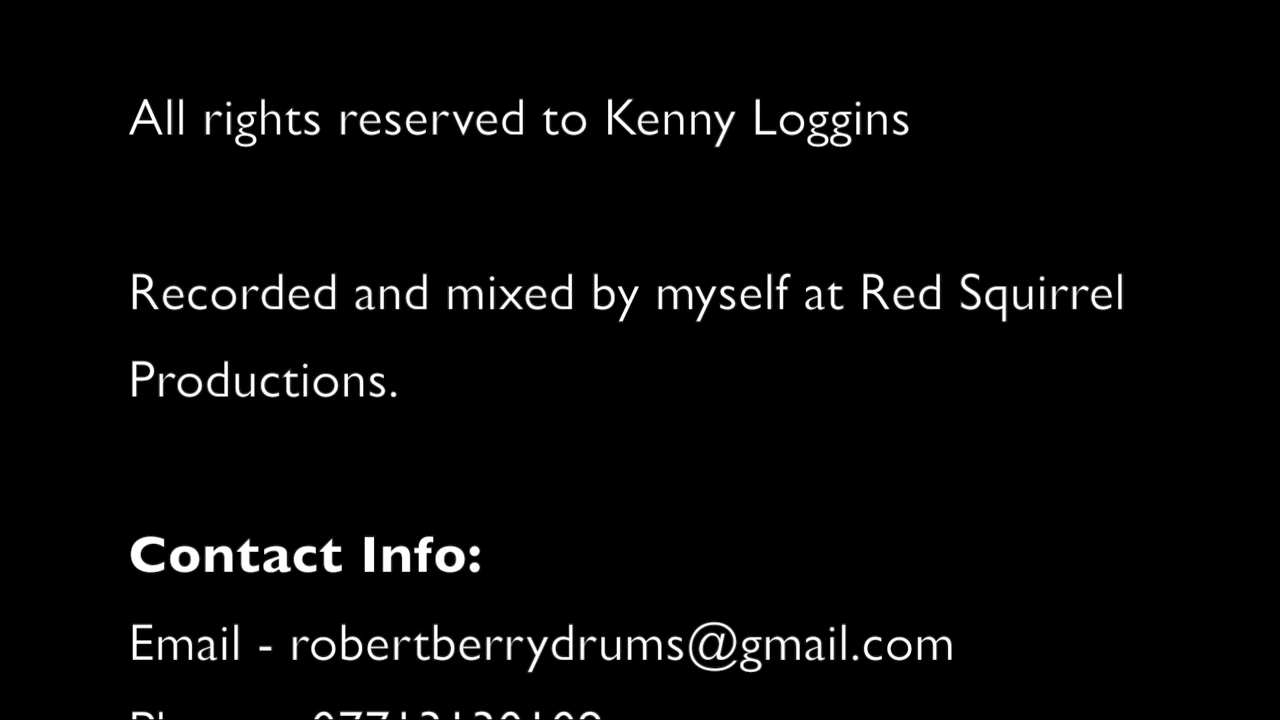 All rights reserved to Kenny Loggins
Recorded and mixed by myself at Red Squirrel
Productions.
Contact Info:
Email - robertberrydrums@gmail.com